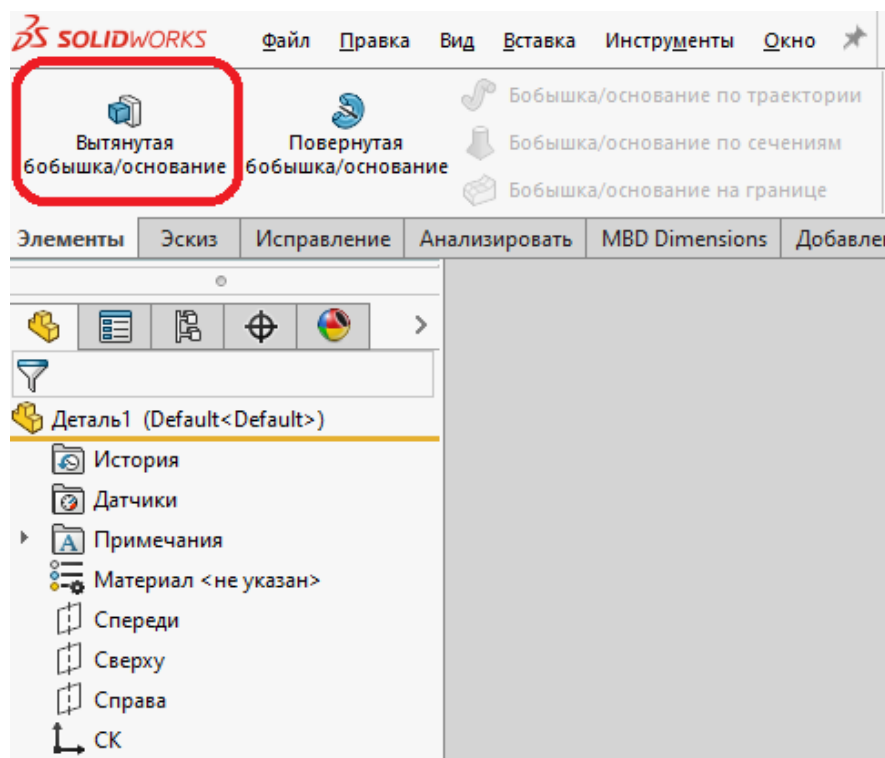 SOLIDWORKS Файл Правка Вид Вставка Инструменты Окно
Вытянутая бобышка/основание
Повернутая бобышка/основание
Бобышка/основание по траектории
Бобышка/основание по сечениям
Бобышка/основание на границе
Элементы Эскиз Исправление Анализировать MBD Dimensions Добавле
Деталь1 (Default<Default>)
История
Датчики
A Примечания
Материал <не указан>
Спереди
Сверху
Справа
СК